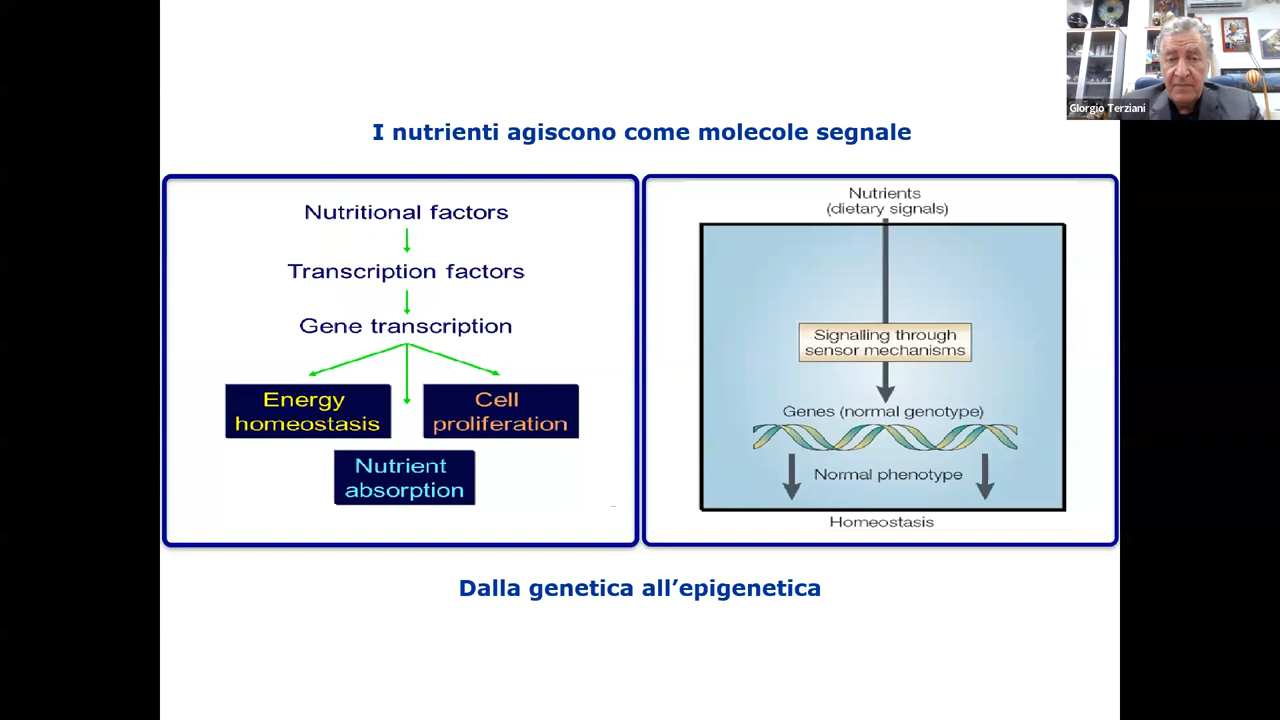 I nutrienti agiscono come molecole segnale
Nutritional factors
Transcription factors
Gene transcription
Energy
homeostasis
Cell
proliferation
Nutrient
absorption
Nutrients
(dietary signals)
Signalling through
sensor mechanisms
Genes (normal genotype)
Normal phenotype
Homeostasis
Dalla genetica all’epigenetica
GIorgio Terziani